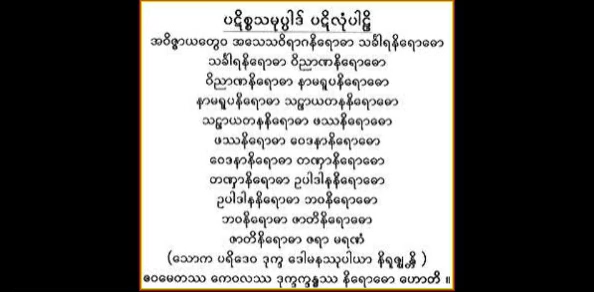 ပဋိစ္စသမုပ္ပါဒ် ပဋိလုံပါဠိ
အဝိဇ္ဇာယတွေဝ အသေသဝိရာဂနိရောဓာ သင်္ခါရနိရောဓော
သင်္ခါရနိရောဓာ ဝိညာဏနိရောဓော
ဝိညာဏနိရောဓာ နာမရူပနိရောဓော
နာမရူပနိရောဓာ သဠာယတနနိရောဓော
သဠာယတနနိရောဓာ ဖဿနိရောဓော
ဖဿနိရောဓာ ဝေဒနာနိရောဓော
ဝေဒနာနိရောဓာ တဏှာနိရောဓော
တဏှာနိရောဓာ ဥပါဒါနနိရောဓော
ဥပါဒါနနိရောဓာ ဘဝနိရောဓော
ဘဝနိရောဓာ ဇာတိနိရောဓော
ဇာတိနိရောဓာ ဇရာ မရဏံ
(သောက ပရိဒေဝ ဒုက္ခ ဒေါမနဿုပါယာ နိရုဇ္ဈန္တိ )
ဧဝမေတဿ ကေဝလဿ ဒုက္ခက္ခန္ဓဿ နိရောဓော ဟောတိ ။